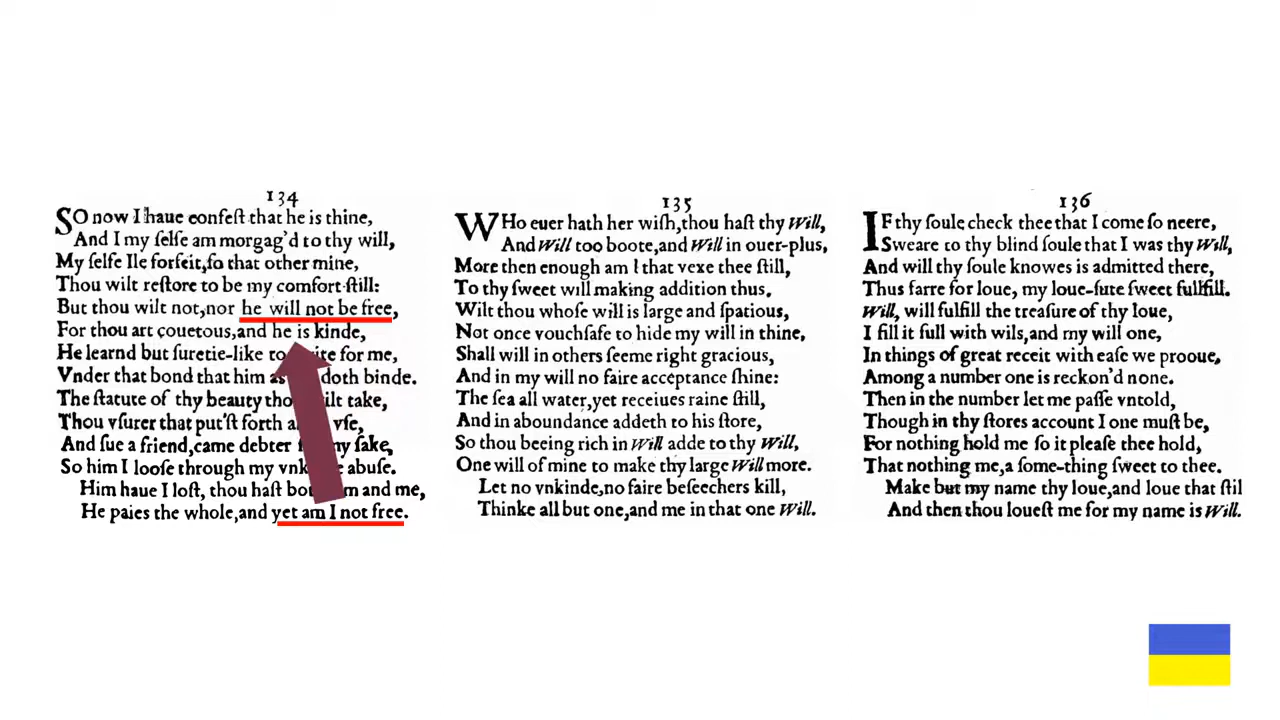 134
SO now I haue confeſt that he is thine,
And I my ſelfe am morgag'd to thy will,
My ſelfe Ile forfeit,ſo that other mine,
Thou wilt reſtore to be my comfort ſtill:
But thou wilt not,nor he will not be free,
For thou art couetous,and he is kinde,
He learnd but ſuretie-like to ite for me,
Vnder that bond that him as doth binde.
The ſtatute of thy beauty tho ilt take,
Thou vſurer that put'ſt forth a vſe,
And ſue a friend,came debter my ſake,
So him I looſe through my vnk abuſe.
Him haue I loſt, thou haſt bo m and me,
He paies the whole,and yet am I not free.
135
WHo euer hath her wiſh,thou haſt thy Will,
And Will too boote,and Will in ouer-plus,
More then enough am I that vexe thee ſtill,
To thy ſweet will making addition thus.
Wilt thou whoſe will is large and ſpatious,
Not once vouchſafe to hide my will in thine,
Shall will in others ſeeme right gracious,
And in my will no faire acceptance ſhine:
The ſea all water,yet receiues raine ſtill,
And in aboundance addeth to his ſtore,
So thou beeing rich in Will adde to thy Will,
One will of mine to make thy large Will more.
Let no vnkinde,no faire beſeechers kill,
Thinke all but one,and me in that one Will.
136
IF thy ſoule check thee that I come ſo neere,
Sweare to thy blind ſoule that I was thy Will,
And will thy ſoule knowes is admitted there,
Thus farre for loue, my loue-ſute ſweet fullfill.
Will, will fulfill the treaſure of thy loue,
I fill it full with wils,and my will one,
In things of great receit with eaſe we prooue,
Among a number one is reckon'd none.
Then in the number let me paſſe vntold,
Though in thy ſtores account I one muſt be,
For nothing hold me ſo it pleaſe thee hold,
That nothing me,a ſome-thing ſweet to thee.
Make but my name thy loue,and loue that ſtil
And then thou loueſt me for my name is Will.